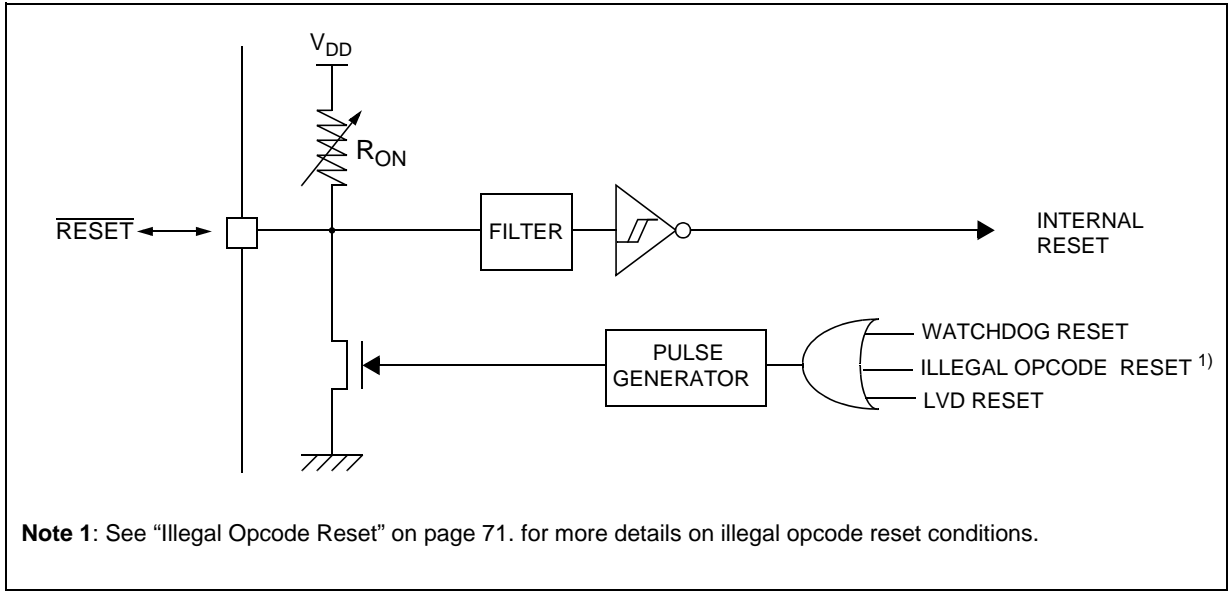 VDD
RON
RESET
FILTER
INTERNAL
RESET
PULSE
GENERATOR
WATCHDOG RESET
ILLEGAL OPCODE RESET 1)
LVD RESET
Note 1: See “Illegal Opcode Reset” on page 71. for more details on illegal opcode reset conditions.